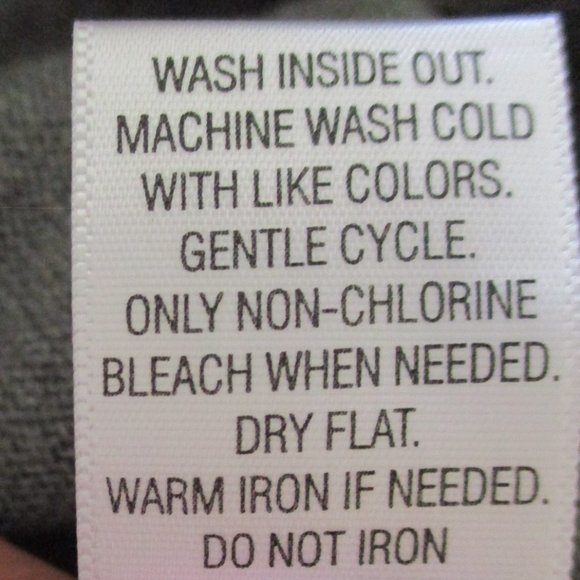 WASH INSIDE OUT.
MACHINE WASH COLD
WITH LIKE COLORS.
GENTLE CYCLE.
ONLY NON-CHLORINE
BLEACH WHEN NEEDED.
DRY FLAT.
WARM IRON IF NEEDED.
DO NOT IRON